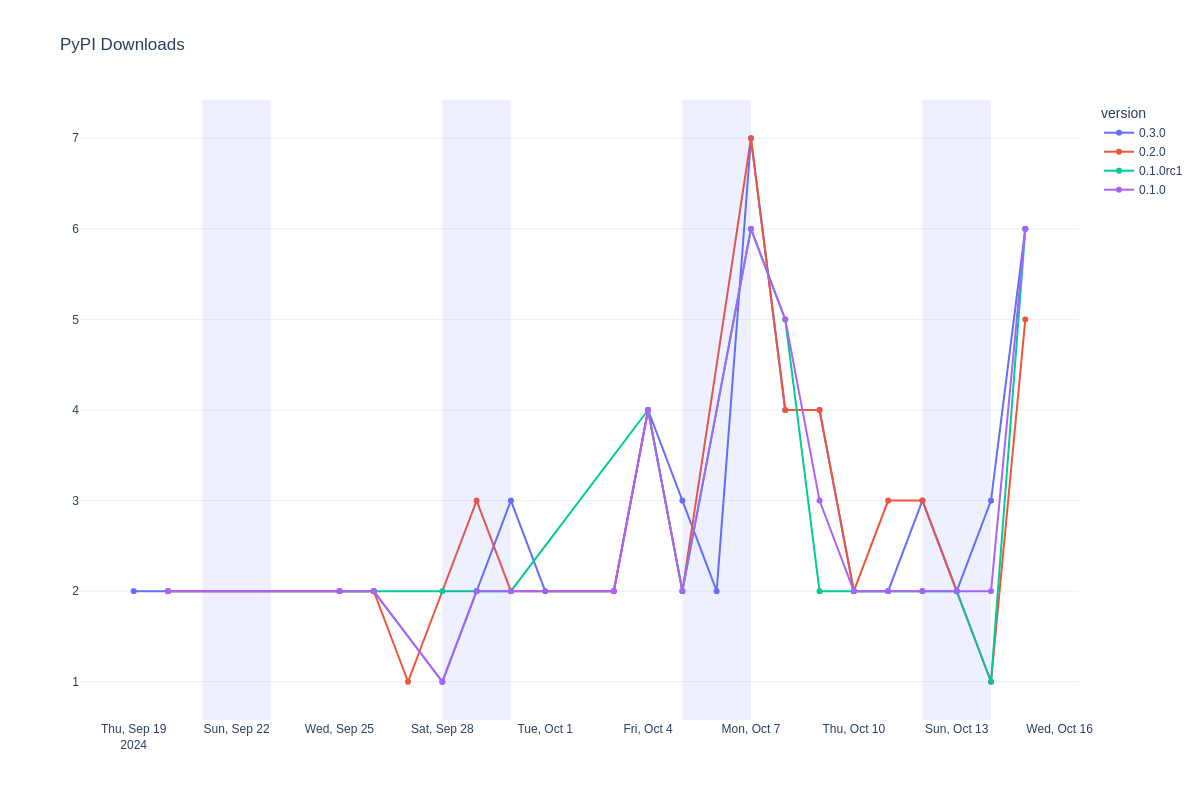 PyPI Downloads
version
0.3.0
0.2.0
0.1.0rc1
0.1.0
7
6
5
4
3
2
1
Thu, Sep 19
2024
Sun, Sep 22
Wed, Sep 25
Sat, Sep 28
Tue, Oct 1
Fri, Oct 4
Mon, Oct 7
Thu, Oct 10
Sun, Oct 13
Wed, Oct 16